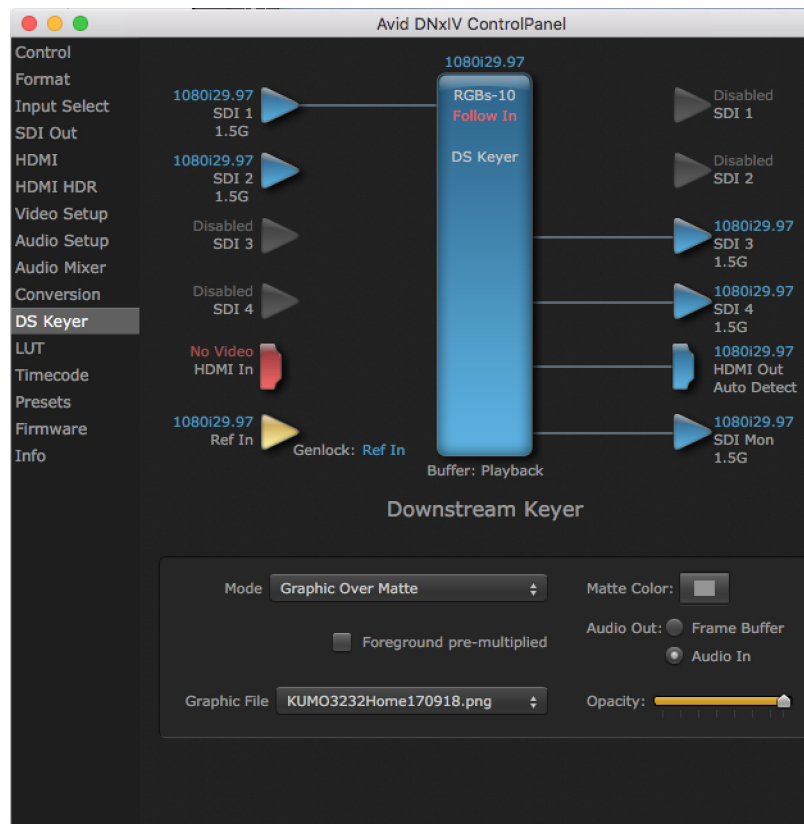 Avid DNxIV ControlPanel
Control
Format
Input Select
SDI Out
HDMI
HDMI HDR
Video Setup
Audio Setup
Audio Mixer
Conversion
DS Keyer
LUT
Timecode
Presets
Firmware
Info
1080i29.97
SDI 1
1.5G
1080i29.97
SDI 2
1.5G
Disabled
SDI 3
Disabled
SDI 4
No Video
HDMI In
1080i29.97
Ref In
Genlock: Ref In
1080i29.97
RGBs-10
Follow In
DS Keyer
Buffer: Playback
Disabled
SDI 1
Disabled
SDI 2
1080i29.97
SDI 3
1.5G
1080i29.97
SDI 4
1.5G
1080i29.97
HDMI Out
Auto Detect
1080i29.97
SDI Mon
1.5G
Downstream Keyer
Mode Graphic Over Matte
Foreground pre-multiplied
Graphic File KUMO3232Home170918.png
Matte Color:
Audio Out: Frame Buffer
Audio In
Opacity: